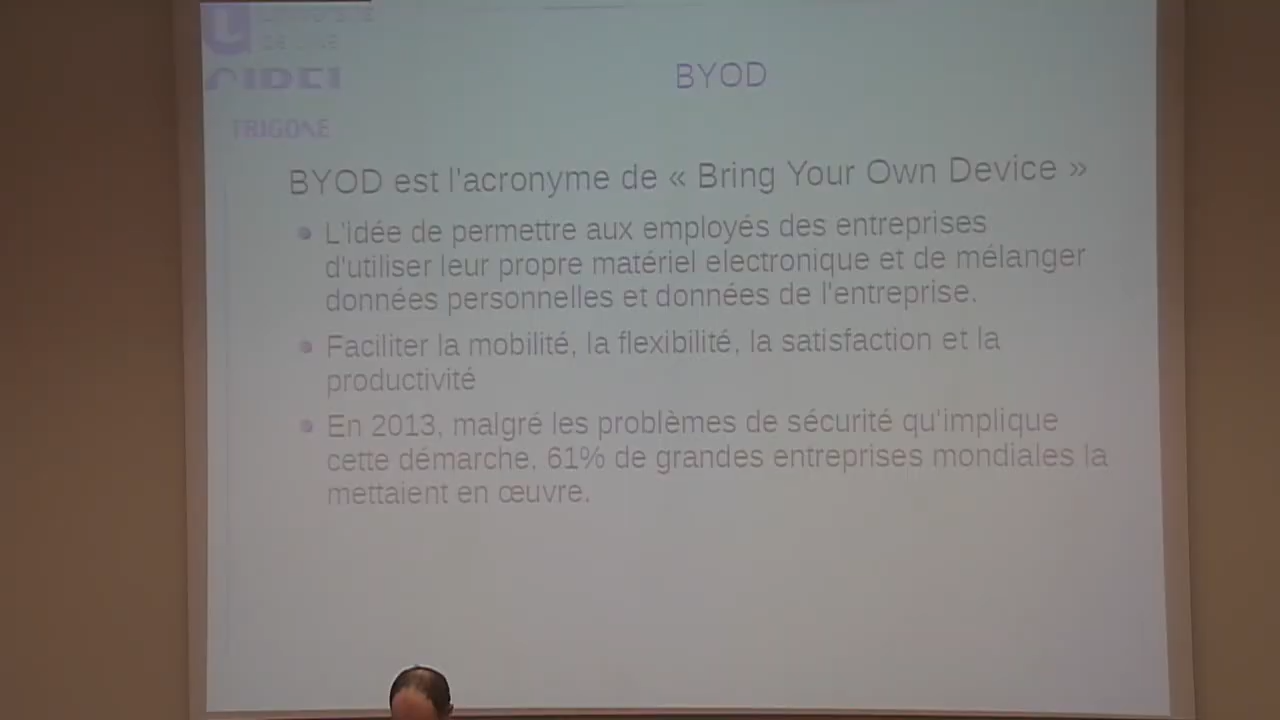 BYOD
TRIGONE
BYOD est l'acronyme de « Bring Your Own Device »
L'idée de permettre aux employés des entreprises
d'utiliser leur propre matériel electronique et de mélanger
données personnelles et données de l'entreprise.
Faciliter la mobilité, la flexibilité, la satisfaction et la
productivité
En 2013, malgré les problèmes de sécurité qu'implique
cette démarche, 61% de grandes entreprises mondiales la
mettaient en œuvre.